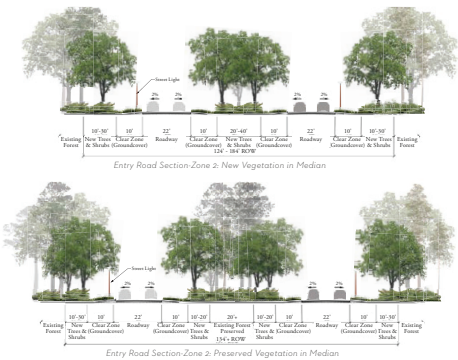 Street Light
2% 2% 2% 2%
10'-30' 10' 22' 10' 20'-40' 10' 22' 10' 10'-30'
Existing New Trees Clear Zone Roadway Clear Zone New Trees Clear Zone Roadway Clear Zone New Trees Existing
Forest & Shrubs (Groundcover) (Groundcover) & Shrubs (Groundcover) (Groundcover) & Shrubs Forest
124' - 184' ROW
Entry Road Section-Zone 2: New Vegetation in Median
Street Light
2% 2% 2% 2%
10'-30' 10' 22' 10' 10'-20' 20'+ 10'-20' 10' 22' 10' 10'-30'
Existing New Clear Zone Roadway Clear Zone New Existing Forest New Clear Zone Roadway Clear Zone New Existing
Forest Trees & (Groundcover) (Groundcover) Trees & Preserved Trees & (Groundcover) (Groundcover) Trees & Forest
Shrubs Shrubs Shrubs Shrubs
134'+ ROW
Entry Road Section-Zone 2: Preserved Vegetation in Median